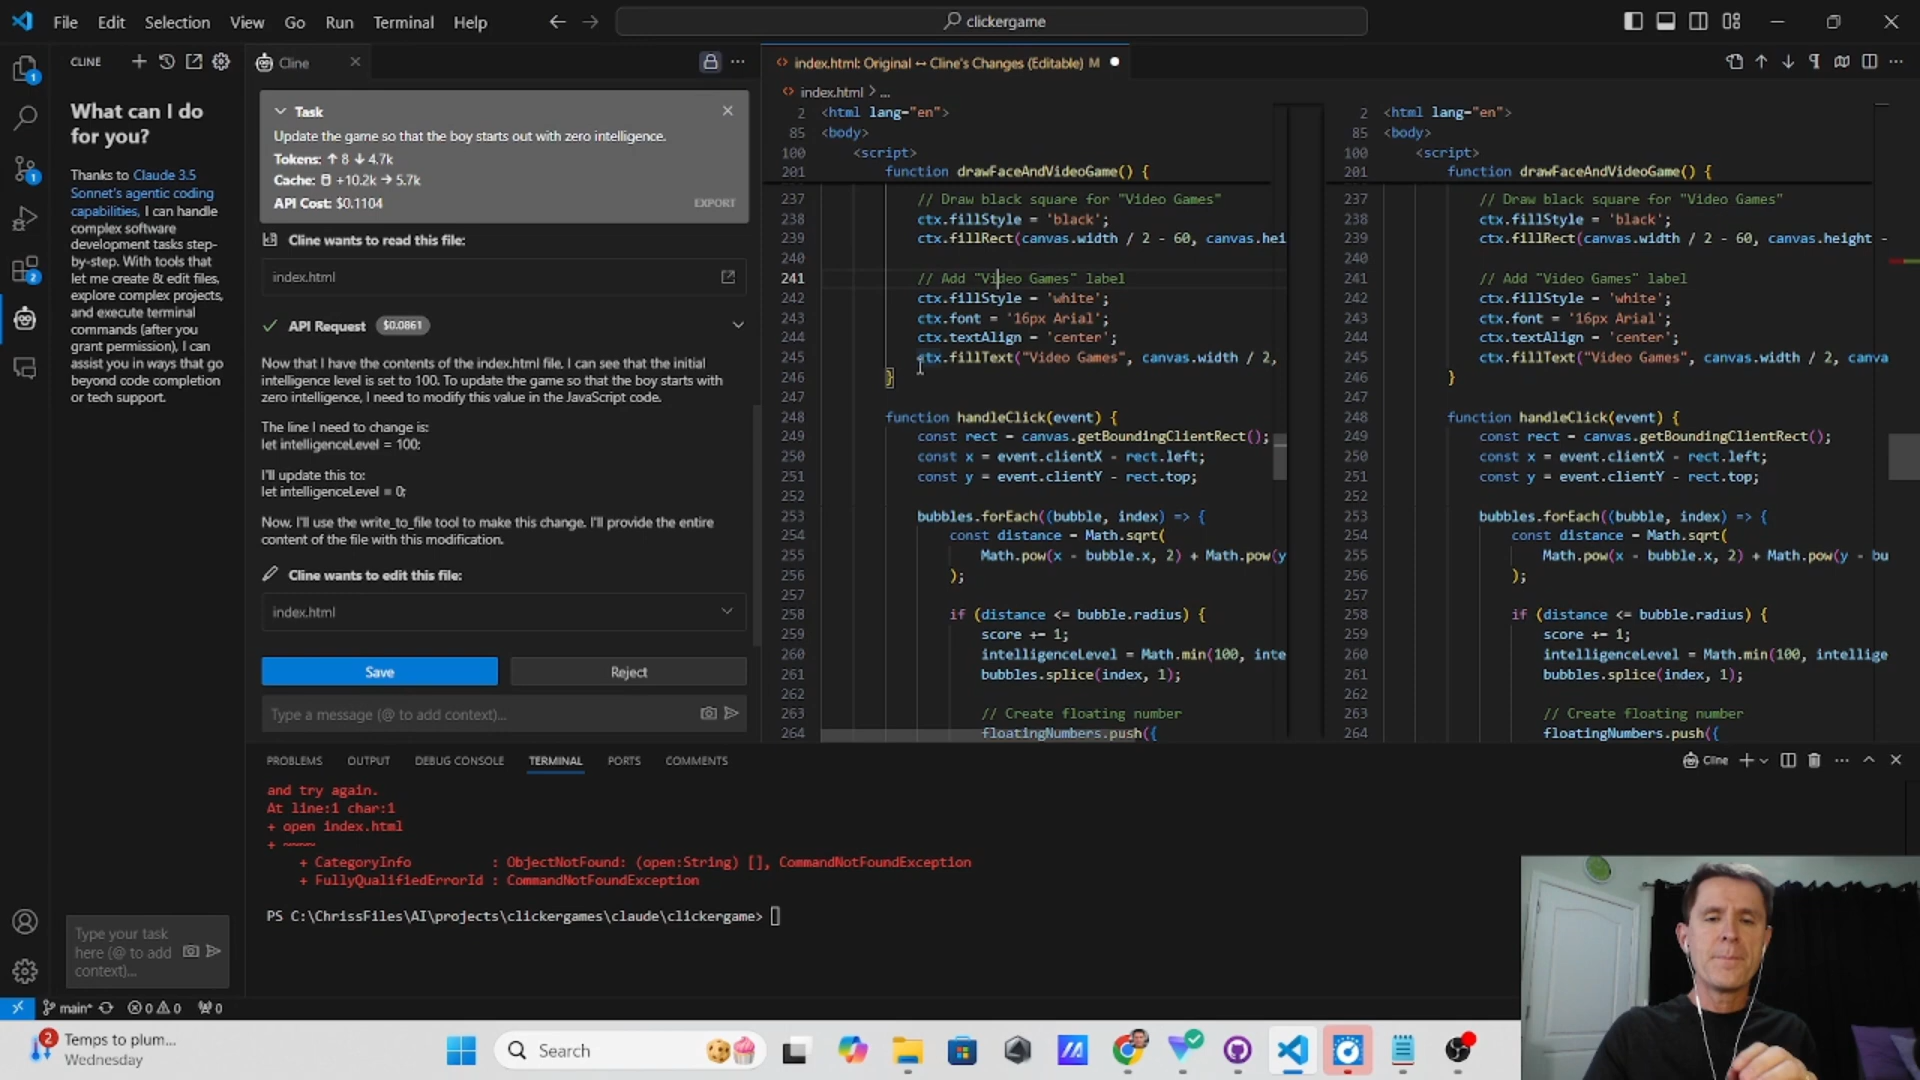 File Edit Selection View Go Run Terminal Help
clickergame
CLINE
Cline
What can I do
for you?
Thanks to Claude 3.5
Sonnet's agentic coding
capabilities, I can handle
complex software
development tasks step-
by-step. With tools that
let me create & edit files,
explore complex projects,
and execute terminal
commands (after you
grant permission), I can
assist you in ways that go
beyond code completion
or tech support.
Type your task
here (@ to add
context)...
Task
Update the game so that the boy starts out with zero intelligence.
Tokens: ↑ 8 ↓ 4.7k
Cache: +10.2k → 5.7k
API Cost: $0.1104
EXPORT
Cline wants to read this file:
index.html
API Request $0.0861
Now that I have the contents of the index.html file. I can see that the initial
intelligence level is set to 100. To update the game so that the boy starts with
zero intelligence, I need to modify this value in the JavaScript code.
The line I need to change is:
let intelligenceLevel = 100;
I'll update this to:
let intelligenceLevel = 0;
Now. I'll use the write_to_file tool to make this change. I'll provide the entire
content of the file with this modification.
Cline wants to edit this file:
index.html
Save Reject
Type a message (@ to add context)...
index.html: Original ↔ Cline's Changes (Editable) M
index.html > ...
2 <html lang="en">
85 <body>
100 <script>
201 function drawFaceAndVideoGame() {
237 // Draw black square for "Video Games"
238 ctx.fillStyle = 'black';
239 ctx.fillRect(canvas.width / 2 - 60, canvas.hei
240
241 // Add "Video Games" label
242 ctx.fillStyle = 'white';
243 ctx.font = '16px Arial';
244 ctx.textAlign = 'center';
245 ctx.fillText("Video Games", canvas.width / 2,
246 }
247
248 function handleClick(event) {
249 const rect = canvas.getBoundingClientRect();
250 const x = event.clientX - rect.left;
251 const y = event.clientY - rect.top;
252
253 bubbles.forEach((bubble, index) => {
254 const distance = Math.sqrt(
255 Math.pow(x - bubble.x, 2) + Math.pow(y
256 );
257
258 if (distance <= bubble.radius) {
259 score += 1;
260 intelligenceLevel = Math.min(100, inte
261 bubbles.splice(index, 1);
262
263 // Create floating number
264 floatingNumbers.push({
2 <html lang="en">
85 <body>
100 <script>
201 function drawFaceAndVideoGame() {
237 // Draw black square for "Video Games"
238 ctx.fillStyle = 'black';
239 ctx.fillRect(canvas.width / 2 - 60, canvas.height -
240
241 // Add "Video Games" label
242 ctx.fillStyle = 'white';
243 ctx.font = '16px Arial';
244 ctx.textAlign = 'center';
245 ctx.fillText("Video Games", canvas.width / 2, canva
246 }
247
248 function handleClick(event) {
249 const rect = canvas.getBoundingClientRect();
250 const x = event.clientX - rect.left;
251 const y = event.clientY - rect.top;
252
253 bubbles.forEach((bubble, index) => {
254 const distance = Math.sqrt(
255 Math.pow(x - bubble.x, 2) + Math.pow(y - bu
256 );
257
258 if (distance <= bubble.radius) {
259 score += 1;
260 intelligenceLevel = Math.min(100, intellige
261 bubbles.splice(index, 1);
262
263 // Create floating number
264 floatingNumbers.push({
PROBLEMS OUTPUT DEBUG CONSOLE TERMINAL PORTS COMMENTS
Cline
and try again.
At line:1 char:1
+ open index.html
+ ~~~~
+ CategoryInfo : ObjectNotFound: (open:String) [], CommandNotFoundException
+ FullyQualifiedErrorId : CommandNotFoundException
PS C:\ChrissFiles\AI\projects\clickergames\claude\clickergame>
main* 0 0 0
2 Temps to plum...
Wednesday
Search